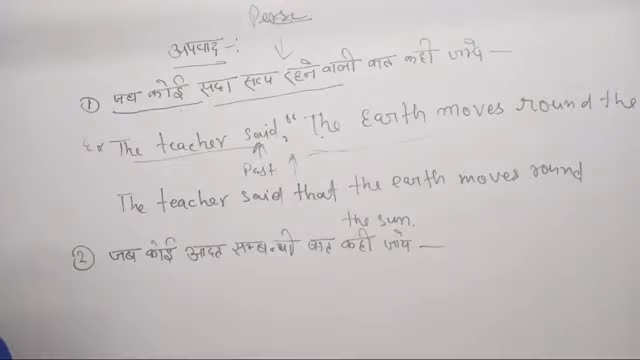 अपवाद -:
① जब कोई सदा सत्य रहने वाली बात कही जाये —
Ex The teacher said, "The Earth moves round the
Past
The teacher said that the earth moves round
the sun.
② जब कोई आदत सम्बन्धी बात कही जाये —